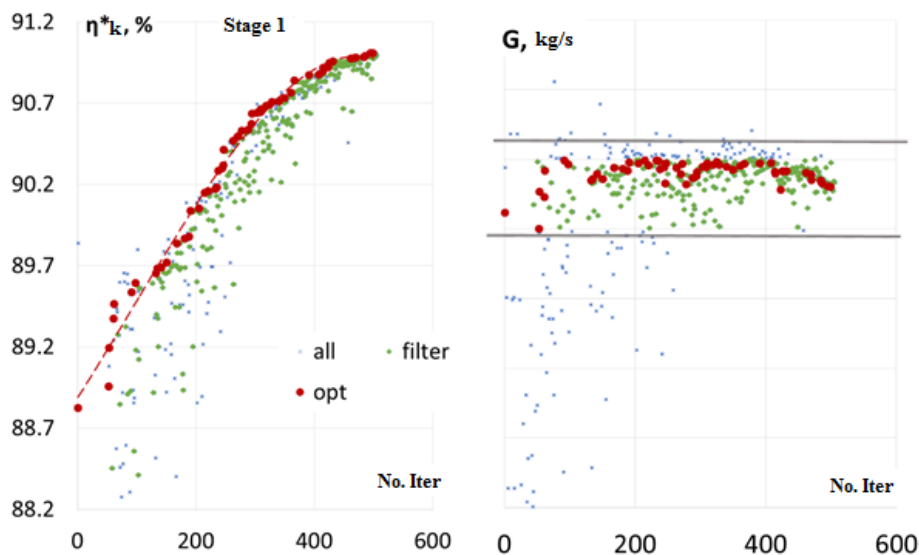 η*k, %
Stage 1
91.2
90.7
90.2
89.7
89.2
88.7
88.2
all
filter
opt
No. Iter
0
200
400
600
G, kg/s
No. Iter
0
200
400
600